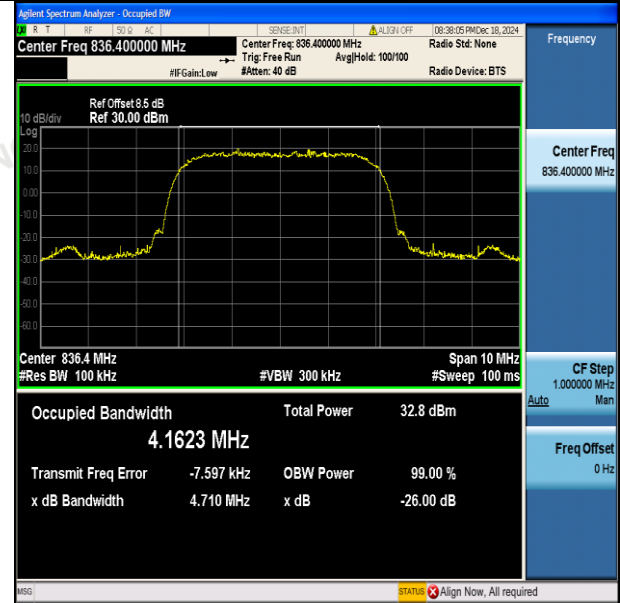 Agilent Spectrum Analyzer - Occupied BW
R T RF 50 Ω AC SENSE:INT ALIGN OFF 08:38:05 PM Dec 18, 2024
Center Freq 836.400000 MHz
Center Freq: 836.400000 MHz
Radio Std: None
Trig: Free Run Avg|Hold: 100/100
#IFGain:Low #Atten: 40 dB Radio Device: BTS
Ref Offset 8.5 dB
10 dB/div Ref 30.00 dBm
Log
20.0
10.0
0.00
-10.0
-20.0
-30.0
-40.0
-50.0
-60.0
Center 836.4 MHz Span 10 MHz
#Res BW 100 kHz #VBW 300 kHz #Sweep 100 ms
Occupied Bandwidth Total Power 32.8 dBm
4.1623 MHz
Transmit Freq Error -7.597 kHz OBW Power 99.00 %
x dB Bandwidth 4.710 MHz x dB -26.00 dB
Frequency
Center Freq
836.400000 MHz
CF Step
1.000000 MHz
Auto Man
Freq Offset
0 Hz
MSG STATUS Align Now, All required